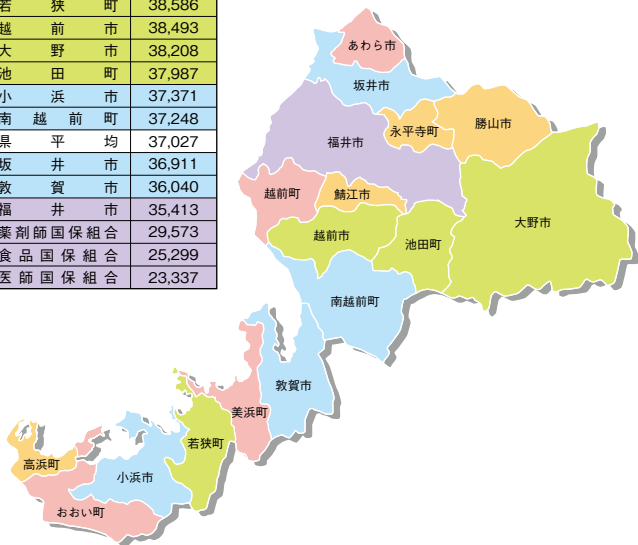 若狭町 38,586
越前市 38,493
大野市 38,208
池田町 37,987
小浜市 37,371
南越前町 37,248
県平均 37,027
坂井市 36,911
敦賀市 36,040
福井市 35,413
薬剤師国保組合 29,573
食品国保組合 25,299
医師国保組合 23,337
あわら市
坂井市
永平寺町
勝山市
福井市
越前町
鯖江市
大野市
越前市
池田町
南越前町
敦賀市
美浜町
若狭町
高浜町
小浜市
おおい町